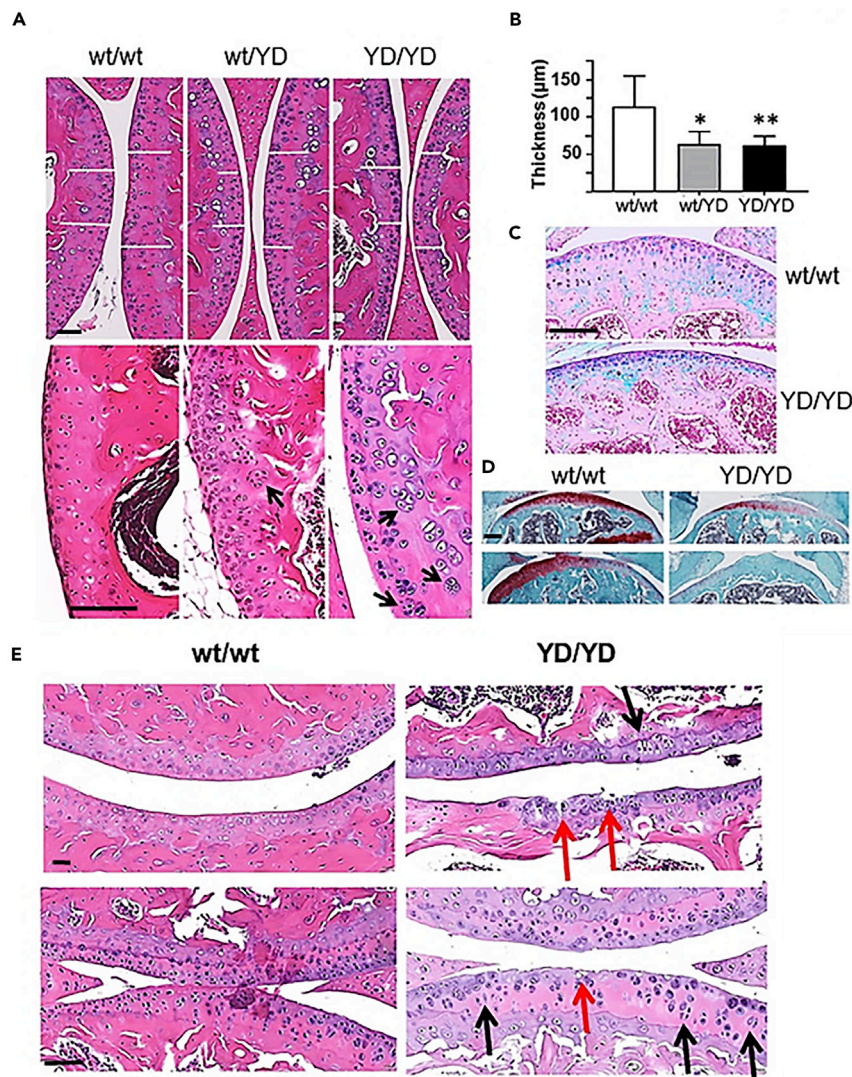 A
wt/wt wt/YD YD/YD
B
Thickness (µm)
150
100
50
* **
wt/wt wt/YD YD/YD
C
wt/wt
YD/YD
D
wt/wt YD/YD
E
wt/wt YD/YD